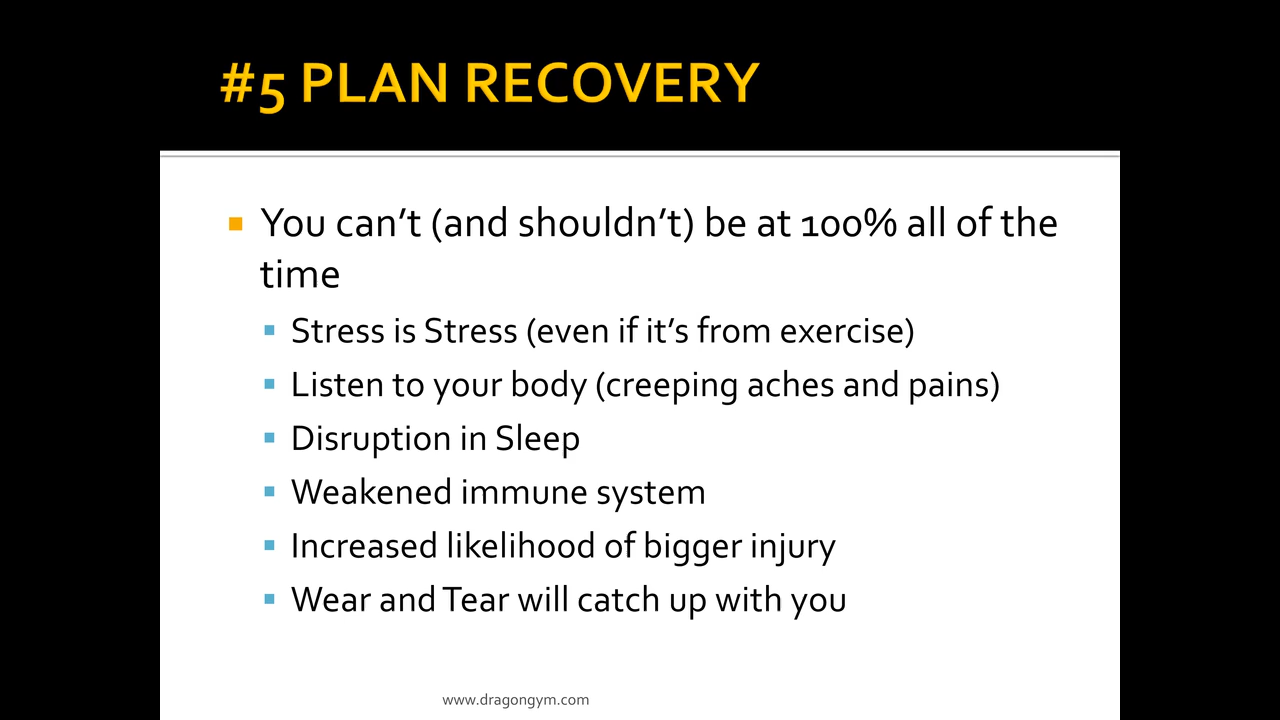 #5 PLAN RECOVERY
You can’t (and shouldn’t) be at 100% all of the
time
Stress is Stress (even if it’s from exercise)
Listen to your body (creeping aches and pains)
Disruption in Sleep
Weakened immune system
Increased likelihood of bigger injury
Wear and Tear will catch up with you
www.dragongym.com